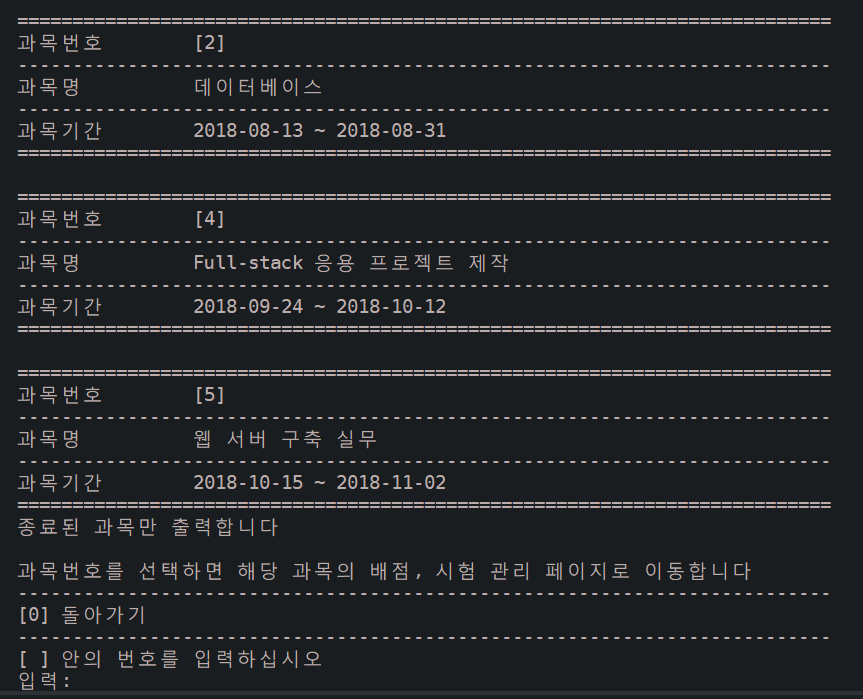 ==========================================================================
과목번호 [2]
--------------------------------------------------------------------------
과목명 데이터베이스
--------------------------------------------------------------------------
과목기간 2018-08-13 ~ 2018-08-31
==========================================================================
==========================================================================
과목번호 [4]
--------------------------------------------------------------------------
과목명 Full-stack 응용 프로젝트 제작
--------------------------------------------------------------------------
과목기간 2018-09-24 ~ 2018-10-12
==========================================================================
==========================================================================
과목번호 [5]
--------------------------------------------------------------------------
과목명 웹 서버 구축 실무
--------------------------------------------------------------------------
과목기간 2018-10-15 ~ 2018-11-02
==========================================================================
종료된 과목만 출력합니다
과목번호를 선택하면 해당 과목의 배점, 시험 관리 페이지로 이동합니다
--------------------------------------------------------------------------
[0] 돌아가기
--------------------------------------------------------------------------
[ ] 안의 번호를 입력하십시오
입력: